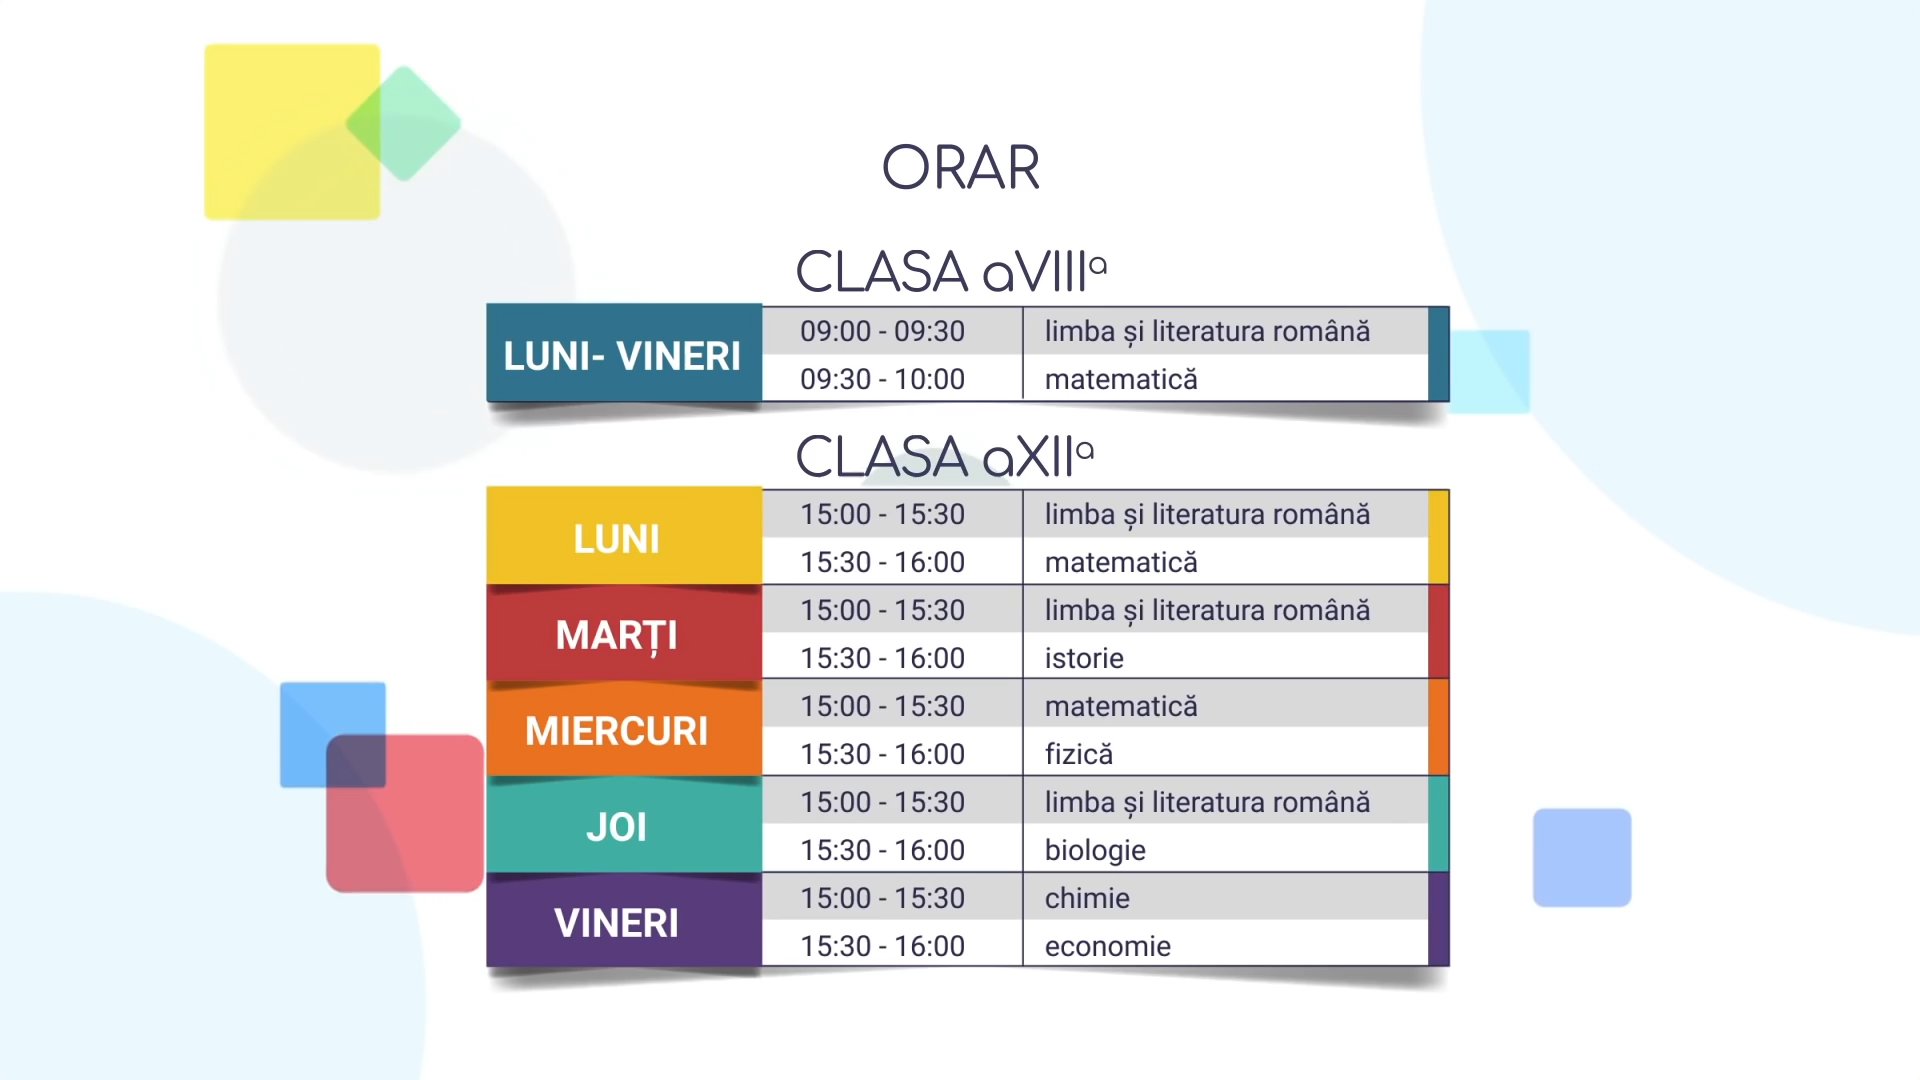 ORAR
CLASA aVIIIª
LUNI- VINERI
09:00 - 09:30 limba și literatura română
09:30 - 10:00 matematică
CLASA aXIIª
LUNI
15:00 - 15:30 limba și literatura română
15:30 - 16:00 matematică
MARȚI
15:00 - 15:30 limba și literatura română
15:30 - 16:00 istorie
MIERCURI
15:00 - 15:30 matematică
15:30 - 16:00 fizică
JOI
15:00 - 15:30 limba și literatura română
15:30 - 16:00 biologie
VINERI
15:00 - 15:30 chimie
15:30 - 16:00 economie